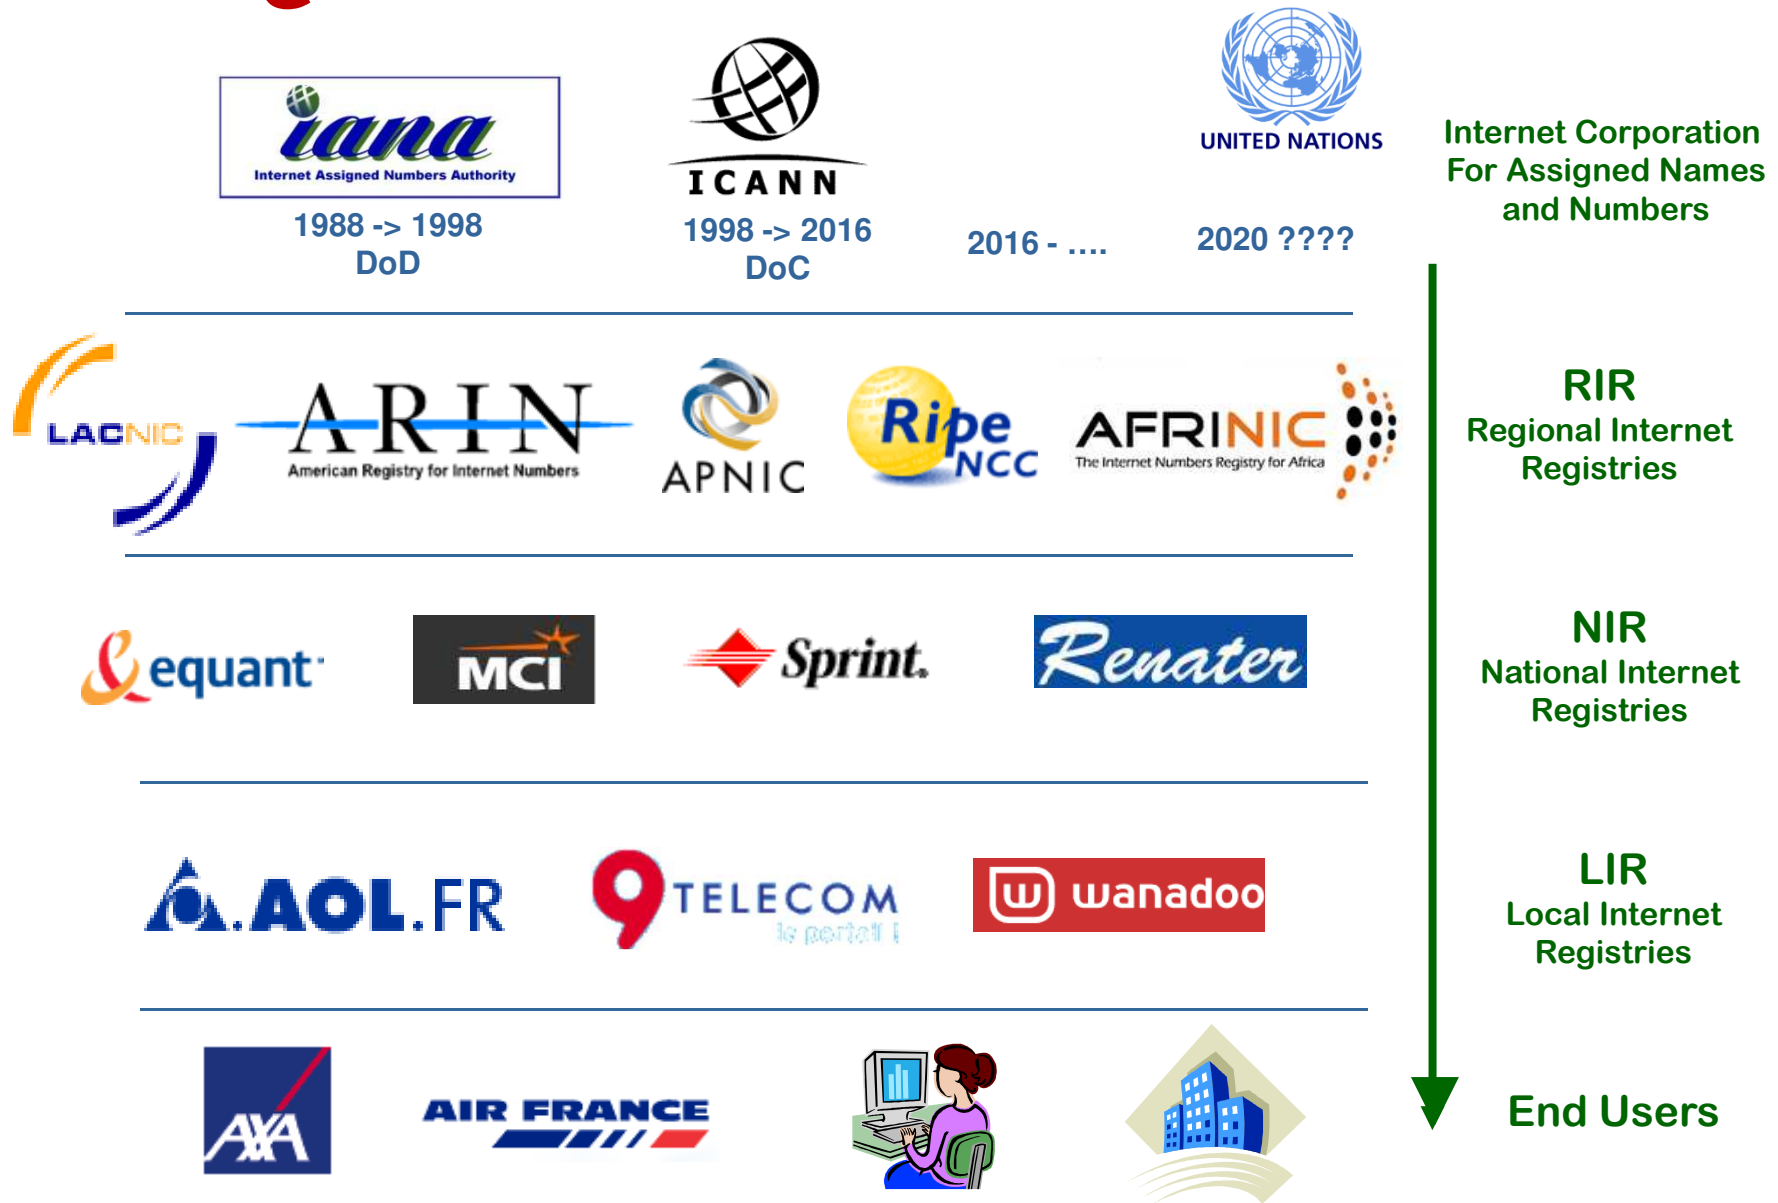 iana
Internet Assigned Numbers Authority
1988 -> 1998
DoD
ICANN
1998 -> 2016
DoC
2016 - ....
UNITED NATIONS
2020 ????
Internet Corporation
For Assigned Names
and Numbers
LACNIC
ARIN
American Registry for Internet Numbers
APNIC
Ripe
NCC
AFRINIC
The Internet Numbers Registry for Africa
RIR
Regional Internet
Registries
equant
MCI
Sprint.
Renater
NIR
National Internet
Registries
AOL.FR
9 TELECOM
le portail !
wanadoo
LIR
Local Internet
Registries
AXA
AIR FRANCE
End Users